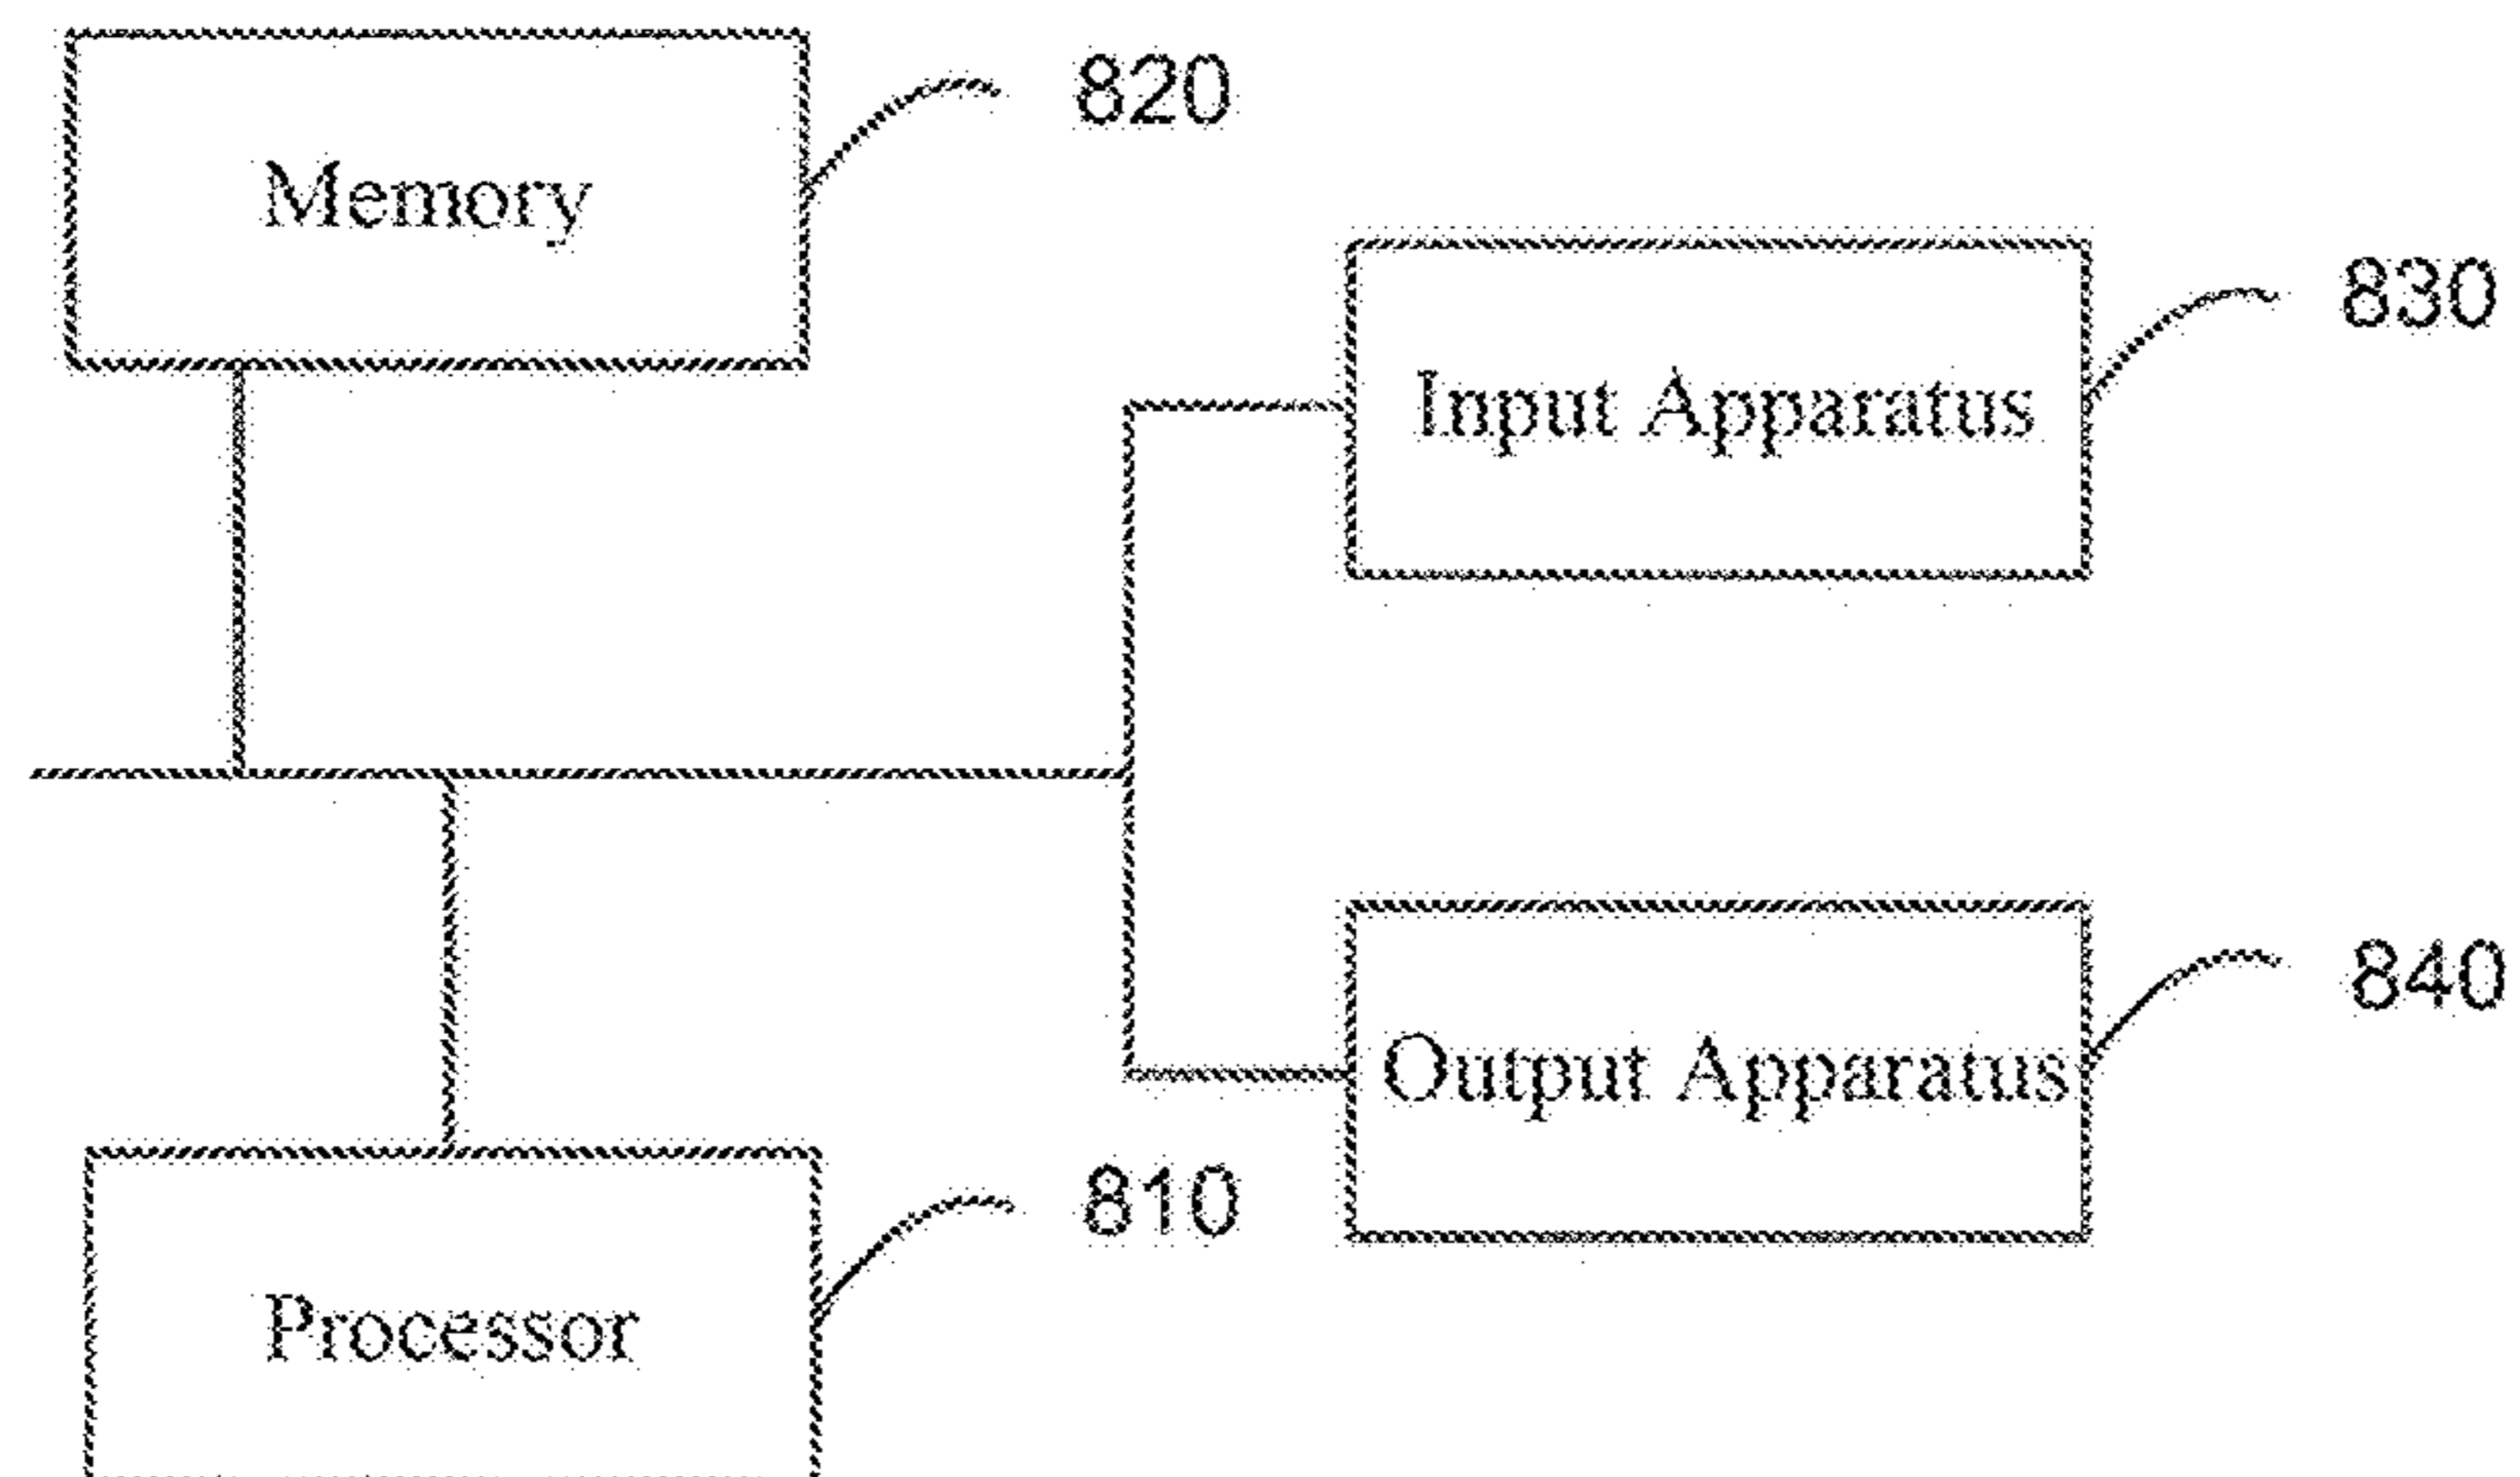 820
Memory
830
Input Apparatus
840
Output Apparatus
810
Processor